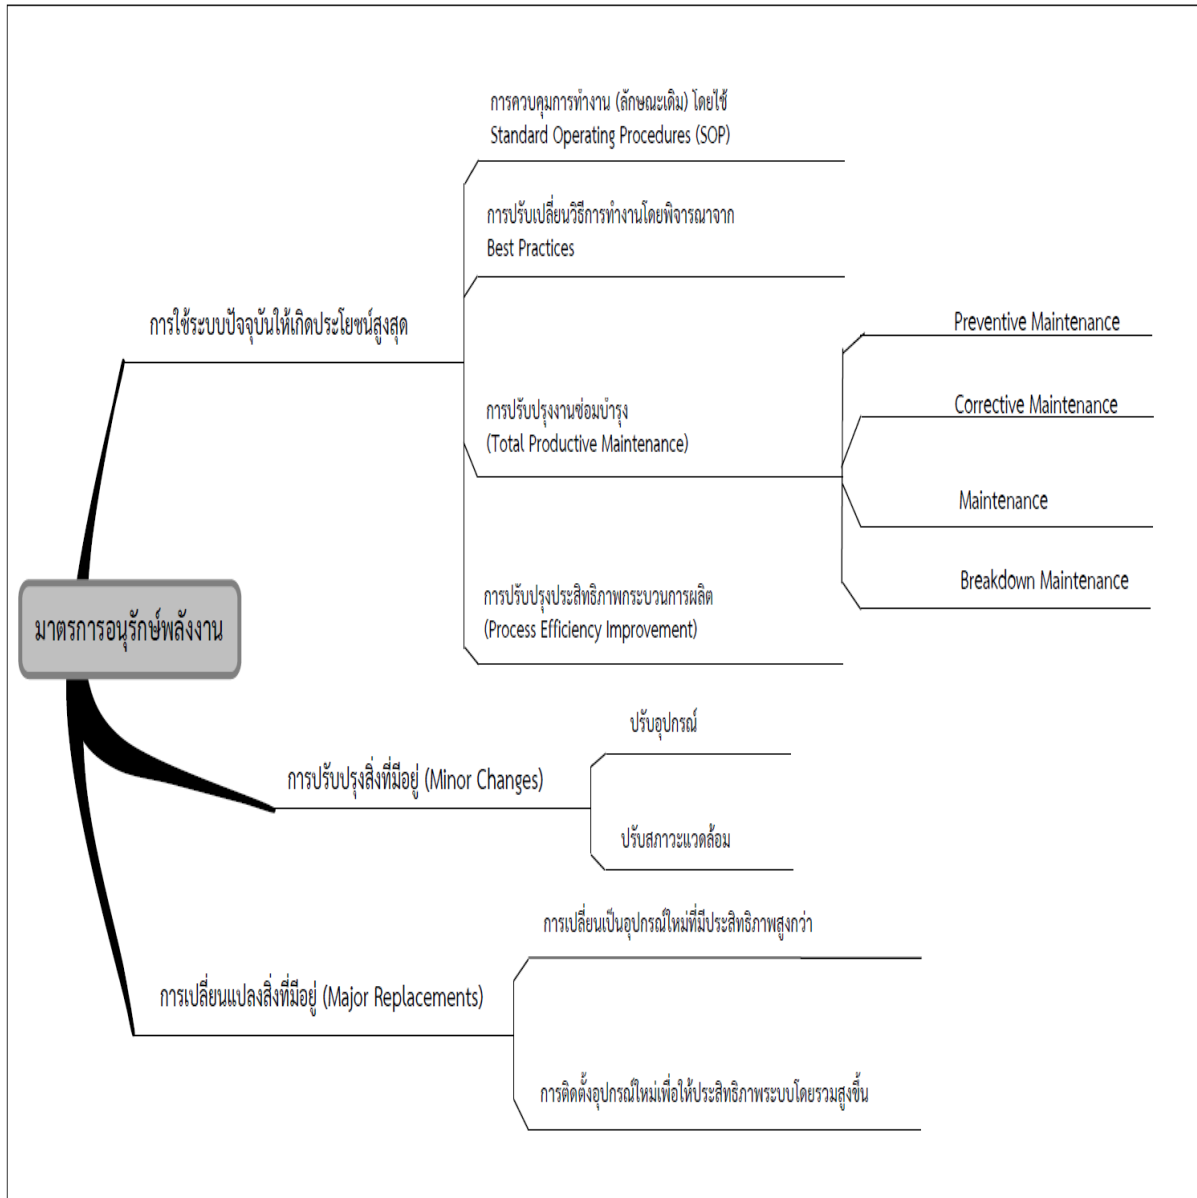 การควบคุมการทำงาน (ลักษณะเดิม) โดยใช้
Standard Operating Procedures (SOP)
การปรับเปลี่ยนวิธีการทำงานโดยพิจารณาจาก
Best Practices
การใช้ระบบปัจจุบันให้เกิดประโยชน์สูงสุด
การปรับปรุงงานซ่อมบำรุง
(Total Productive Maintenance)
Preventive Maintenance
Corrective Maintenance
Maintenance
Breakdown Maintenance
การปรับปรุงประสิทธิภาพกระบวนการผลิต
(Process Efficiency Improvement)
มาตรการอนุรักษ์พลังงาน
การปรับปรุงสิ่งที่มีอยู่ (Minor Changes)
ปรับอุปกรณ์
ปรับสภาวะแวดล้อม
การเปลี่ยนแปลงสิ่งที่มีอยู่ (Major Replacements)
การเปลี่ยนเป็นอุปกรณ์ใหม่ที่มีประสิทธิภาพสูงกว่า
การติดตั้งอุปกรณ์ใหม่เพื่อให้ประสิทธิภาพระบบโดยรวมสูงขึ้น